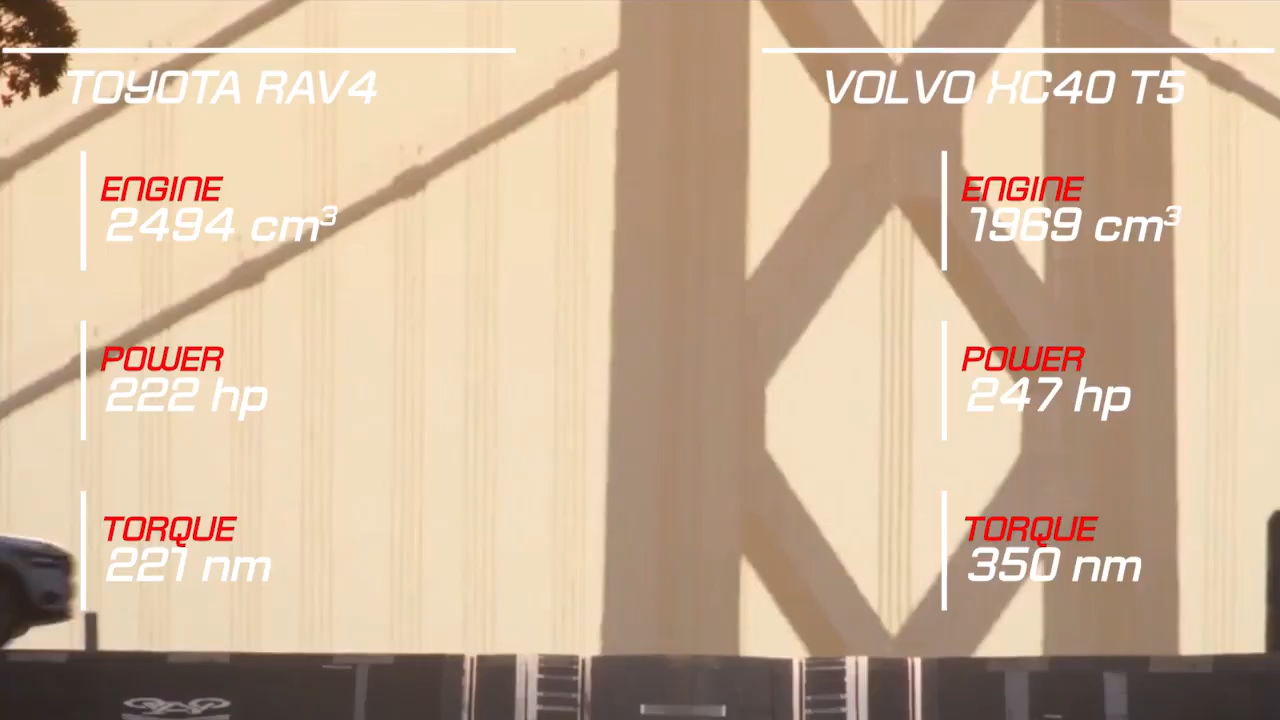 TOYOTA RAV4
ENGINE
2494 cm³
POWER
222 hp
TORQUE
221 nm
VOLVO XC40 T5
ENGINE
1969 cm³
POWER
247 hp
TORQUE
350 nm